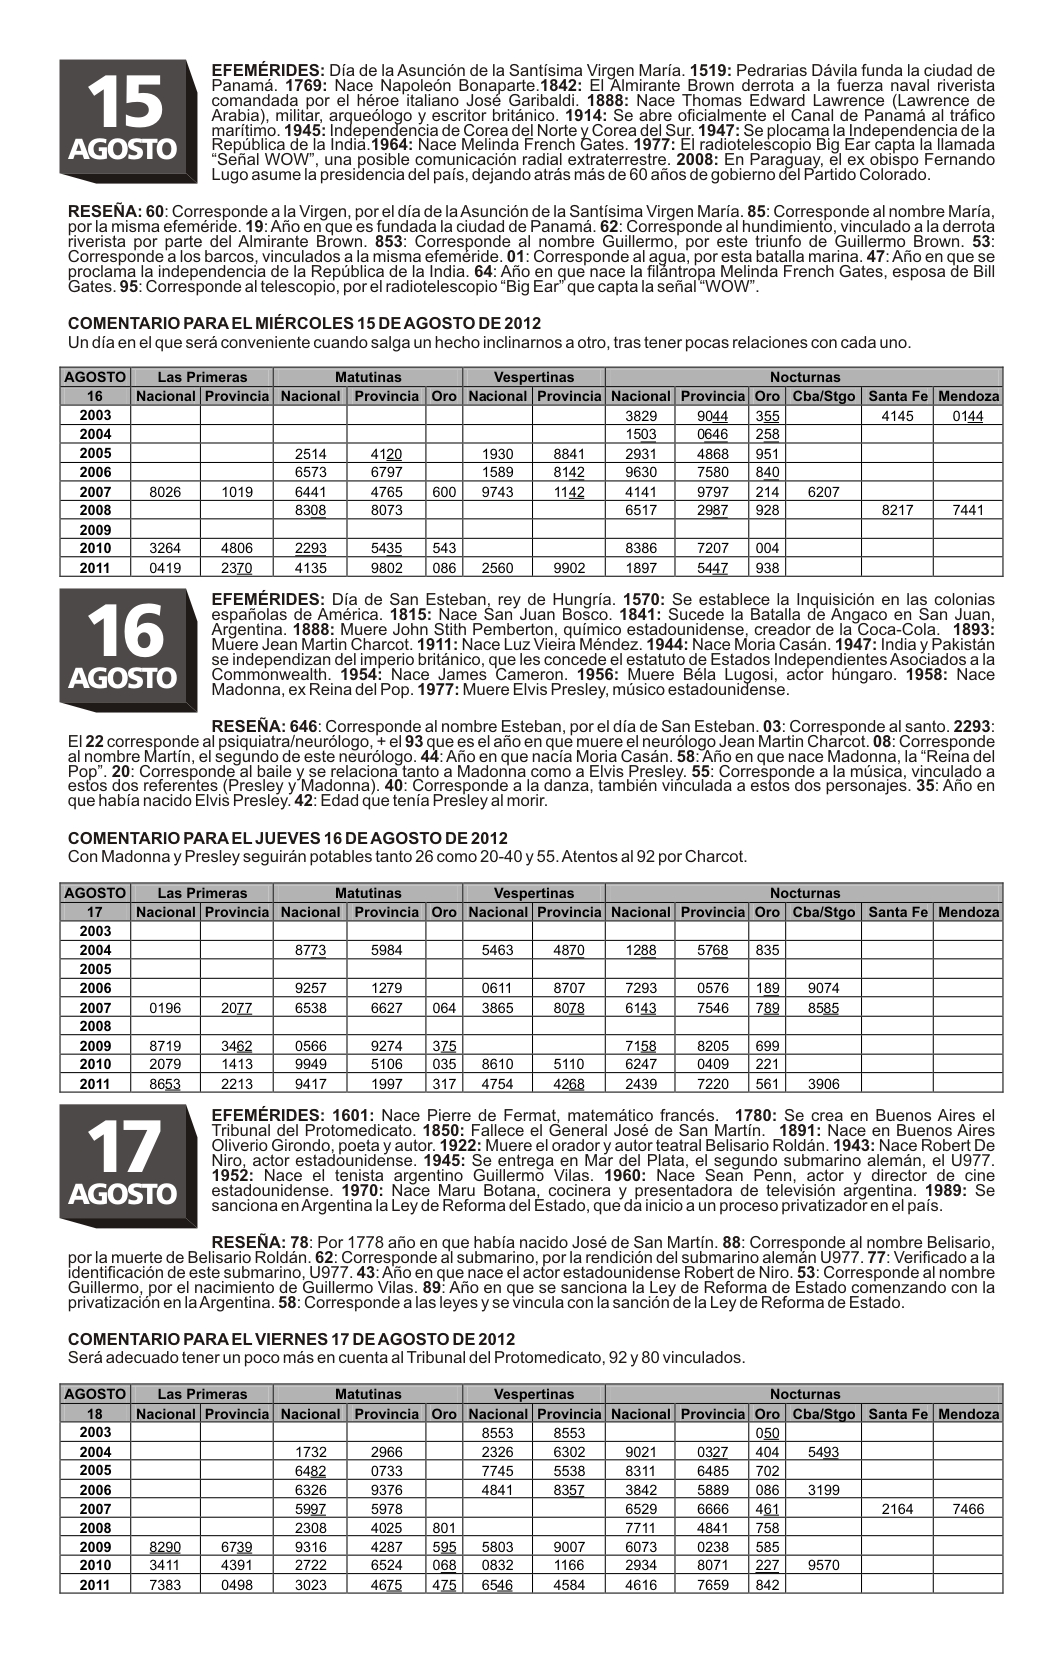 15
AGOSTO
EFEMÉRIDES: Día de la Asunción de la Santísima Virgen María. 1519: Pedrarias Dávila funda la ciudad de
Panamá. 1769: Nace Napoleón Bonaparte.1842: El Almirante Brown derrota a la fuerza naval riverista
comandada por el héroe italiano José Garibaldi. 1888: Nace Thomas Edward Lawrence (Lawrence de
Arabia), militar, arqueólogo y escritor británico. 1914: Se abre oficialmente el Canal de Panamá al tráfico
marítimo. 1945: Independencia de Corea del Norte y Corea del Sur. 1947: Se plocama la Independencia de la
República de la India.1964: Nace Melinda French Gates. 1977: El radiotelescopio Big Ear capta la llamada
“Señal WOW”, una posible comunicación radial extraterrestre. 2008: En Paraguay, el ex obispo Fernando
Lugo asume la presidencia del país, dejando atrás más de 60 años de gobierno del Partido Colorado.
RESEÑA: 60: Corresponde a la Virgen, por el día de la Asunción de la Santísima Virgen María. 85: Corresponde al nombre María,
por la misma efeméride. 19: Año en que es fundada la ciudad de Panamá. 62: Corresponde al hundimiento, vinculado a la derrota
riverista por parte del Almirante Brown. 853: Corresponde al nombre Guillermo, por este triunfo de Guillermo Brown. 53:
Corresponde a los barcos, vinculados a la misma efeméride. 01: Corresponde al agua, por esta batalla marina. 47: Año en que se
proclama la independencia de la República de la India. 64: Año en que nace la filántropa Melinda French Gates, esposa de Bill
Gates. 95: Corresponde al telescopio, por el radiotelescopio “Big Ear” que capta la señal “WOW”.
COMENTARIO PARA EL MIÉRCOLES 15 DE AGOSTO DE 2012
Un día en el que será conveniente cuando salga un hecho inclinarnos a otro, tras tener pocas relaciones con cada uno.
AGOSTO Las Primeras Matutinas Vespertinas Nocturnas
16 Nacional Provincia Nacional Provincia Oro Nacional Provincia Nacional Provincia Oro Cba/Stgo Santa Fe Mendoza
2003 3829 9044 355 4145 0144
2004 1503 0646 258
2005 2514 4120 1930 8841 2931 4868 951
2006 6573 6797 1589 8142 9630 7580 840
2007 8026 1019 6441 4765 600 9743 1142 4141 9797 214 6207
2008 8308 8073 6517 2987 928 8217 7441
2009
2010 3264 4806 2293 5435 543 8386 7207 004
2011 0419 2370 4135 9802 086 2560 9902 1897 5447 938
16
AGOSTO
EFEMÉRIDES: Día de San Esteban, rey de Hungría. 1570: Se establece la Inquisición en las colonias
españolas de América. 1815: Nace San Juan Bosco. 1841: Sucede la Batalla de Angaco en San Juan,
Argentina. 1888: Muere John Stith Pemberton, químico estadounidense, creador de la Coca-Cola. 1893:
Muere Jean Martin Charcot. 1911: Nace Luz Vieira Méndez. 1944: Nace Moria Casán. 1947: India y Pakistán
se independizan del imperio británico, que les concede el estatuto de Estados Independientes Asociados a la
Commonwealth. 1954: Nace James Cameron. 1956: Muere Béla Lugosi, actor húngaro. 1958: Nace
Madonna, ex Reina del Pop. 1977: Muere Elvis Presley, músico estadounidense.
RESEÑA: 646: Corresponde al nombre Esteban, por el día de San Esteban. 03: Corresponde al santo. 2293:
El 22 corresponde al psiquiatra/neurólogo, + el 93 que es el año en que muere el neurólogo Jean Martin Charcot. 08: Corresponde
al nombre Martín, el segundo de este neurólogo. 44: Año en que nacía Moria Casán. 58: Año en que nace Madonna, la “Reina del
Pop”. 20: Corresponde al baile y se relaciona tanto a Madonna como a Elvis Presley. 55: Corresponde a la música, vinculado a
estos dos referentes (Presley y Madonna). 40: Corresponde a la danza, también vinculada a estos dos personajes. 35: Año en
que había nacido Elvis Presley. 42: Edad que tenía Presley al morir.
COMENTARIO PARA EL JUEVES 16 DE AGOSTO DE 2012
Con Madonna y Presley seguirán potables tanto 26 como 20-40 y 55. Atentos al 92 por Charcot.
AGOSTO Las Primeras Matutinas Vespertinas Nocturnas
17 Nacional Provincia Nacional Provincia Oro Nacional Provincia Nacional Provincia Oro Cba/Stgo Santa Fe Mendoza
2003
2004 8773 5984 5463 4870 1288 5768 835
2005
2006 9257 1279 0611 8707 7293 0576 189 9074
2007 0196 2077 6538 6627 064 3865 8078 6143 7546 789 8585
2008
2009 8719 3462 0566 9274 375 7158 8205 699
2010 2079 1413 9949 5106 035 8610 5110 6247 0409 221
2011 8653 2213 9417 1997 317 4754 4268 2439 7220 561 3906
17
AGOSTO
EFEMÉRIDES: 1601: Nace Pierre de Fermat, matemático francés. 1780: Se crea en Buenos Aires el
Tribunal del Protomedicato. 1850: Fallece el General José de San Martín. 1891: Nace en Buenos Aires
Oliverio Girondo, poeta y autor. 1922: Muere el orador y autor teatral Belisario Roldán. 1943: Nace Robert De
Niro, actor estadounidense. 1945: Se entrega en Mar del Plata, el segundo submarino alemán, el U977.
1952: Nace el tenista argentino Guillermo Vilas. 1960: Nace Sean Penn, actor y director de cine
estadounidense. 1970: Nace Maru Botana, cocinera y presentadora de televisión argentina. 1989: Se
sanciona en Argentina la Ley de Reforma del Estado, que da inicio a un proceso privatizador en el país.
RESEÑA: 78: Por 1778 año en que había nacido José de San Martín. 88: Corresponde al nombre Belisario,
por la muerte de Belisario Roldán. 62: Corresponde al submarino, por la rendición del submarino alemán U977. 77: Verificado a la
identificación de este submarino, U977. 43: Año en que nace el actor estadounidense Robert de Niro. 53: Corresponde al nombre
Guillermo, por el nacimiento de Guillermo Vilas. 89: Año en que se sanciona la Ley de Reforma de Estado comenzando con la
privatización en la Argentina. 58: Corresponde a las leyes y se vincula con la sanción de la Ley de Reforma de Estado.
COMENTARIO PARA EL VIERNES 17 DE AGOSTO DE 2012
Será adecuado tener un poco más en cuenta al Tribunal del Protomedicato, 92 y 80 vinculados.
AGOSTO Las Primeras Matutinas Vespertinas Nocturnas
18 Nacional Provincia Nacional Provincia Oro Nacional Provincia Nacional Provincia Oro Cba/Stgo Santa Fe Mendoza
2003 8553 8553 050
2004 1732 2966 2326 6302 9021 0327 404 5493
2005 6482 0733 7745 5538 8311 6485 702
2006 6326 9376 4841 8357 3842 5889 086 3199
2007 5997 5978 6529 6666 461 2164 7466
2008 2308 4025 801 7711 4841 758
2009 8290 6739 9316 4287 595 5803 9007 6073 0238 585
2010 3411 4391 2722 6524 068 0832 1166 2934 8071 227 9570
2011 7383 0498 3023 4675 475 6546 4584 4616 7659 842